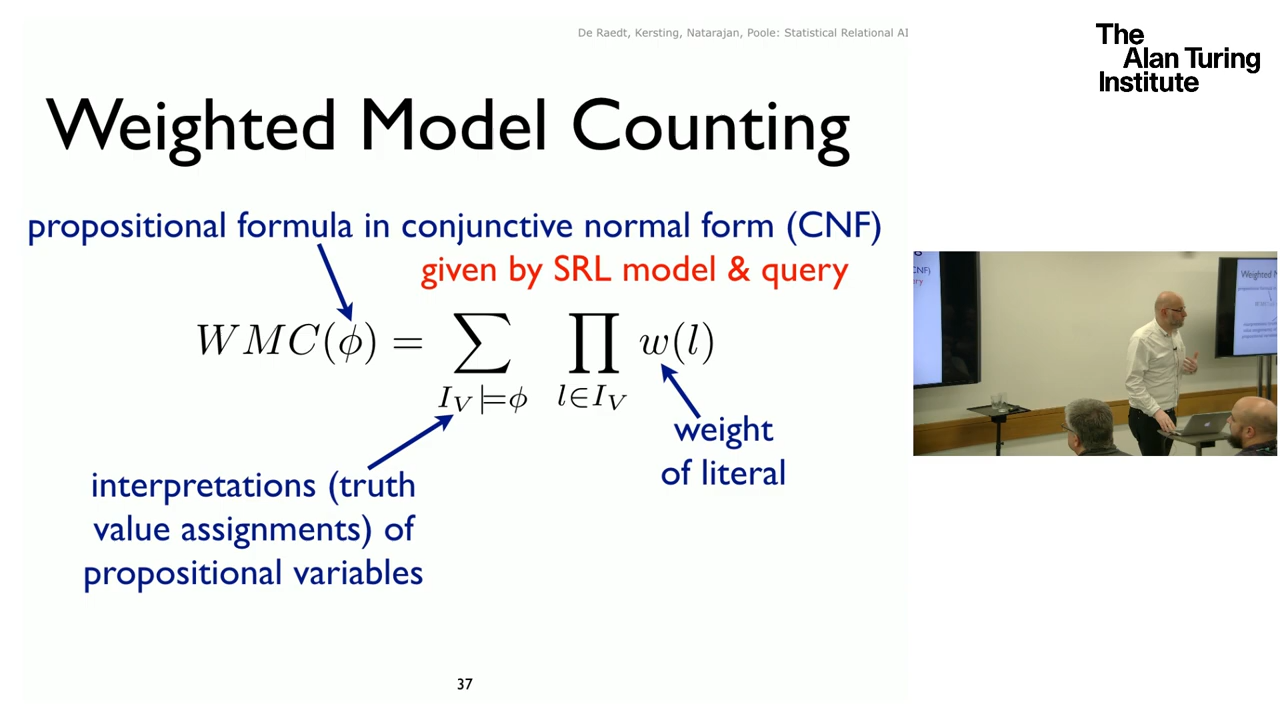 De Raedt, Kersting, Natarajan, Poole: Statistical Relational AI
The
Alan Turing
Institute
Weighted Model Counting
propositional formula in conjunctive normal form (CNF)
given by SRL model & query
WMC(ϕ) = ∑ ∏ w(l)
I_V ⊨ ϕ l∈I_V
weight
of literal
interpretations (truth
value assignments) of
propositional variables
37
CNF)
Weighted M